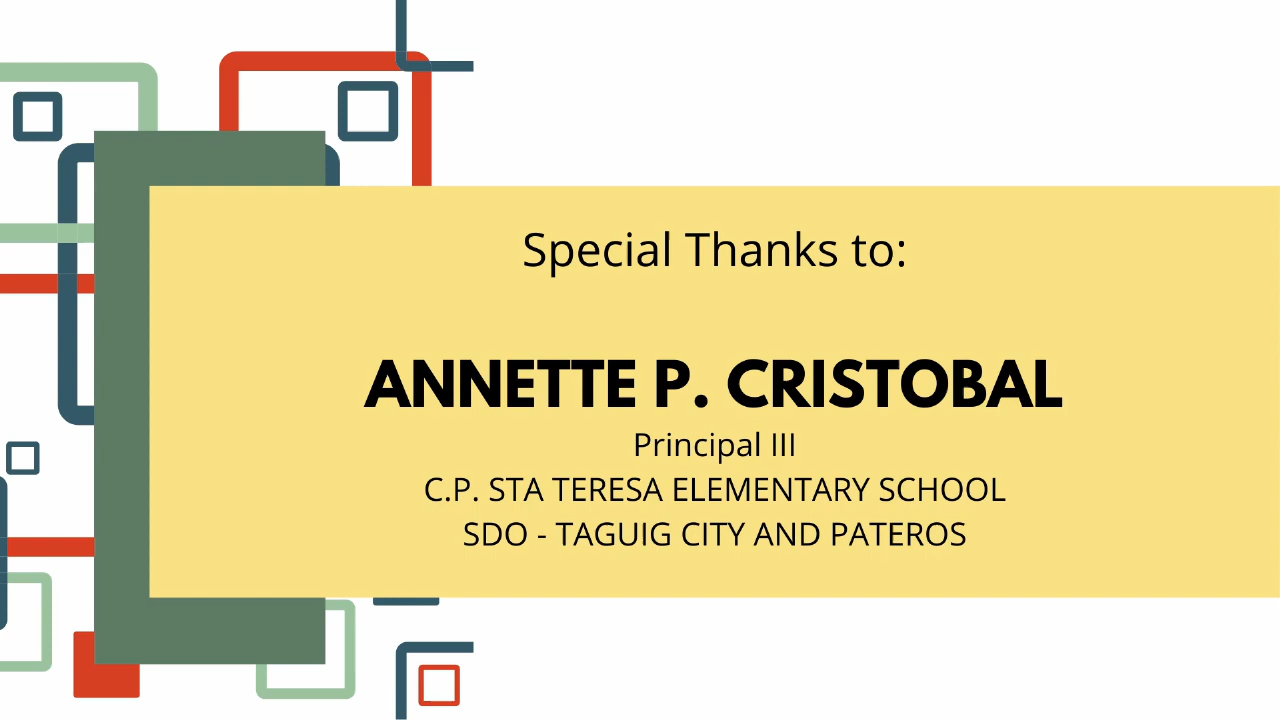 Special Thanks to:
ANNETTE P. CRISTOBAL
Principal III
C.P. STA TERESA ELEMENTARY SCHOOL
SDO - TAGUIG CITY AND PATEROS